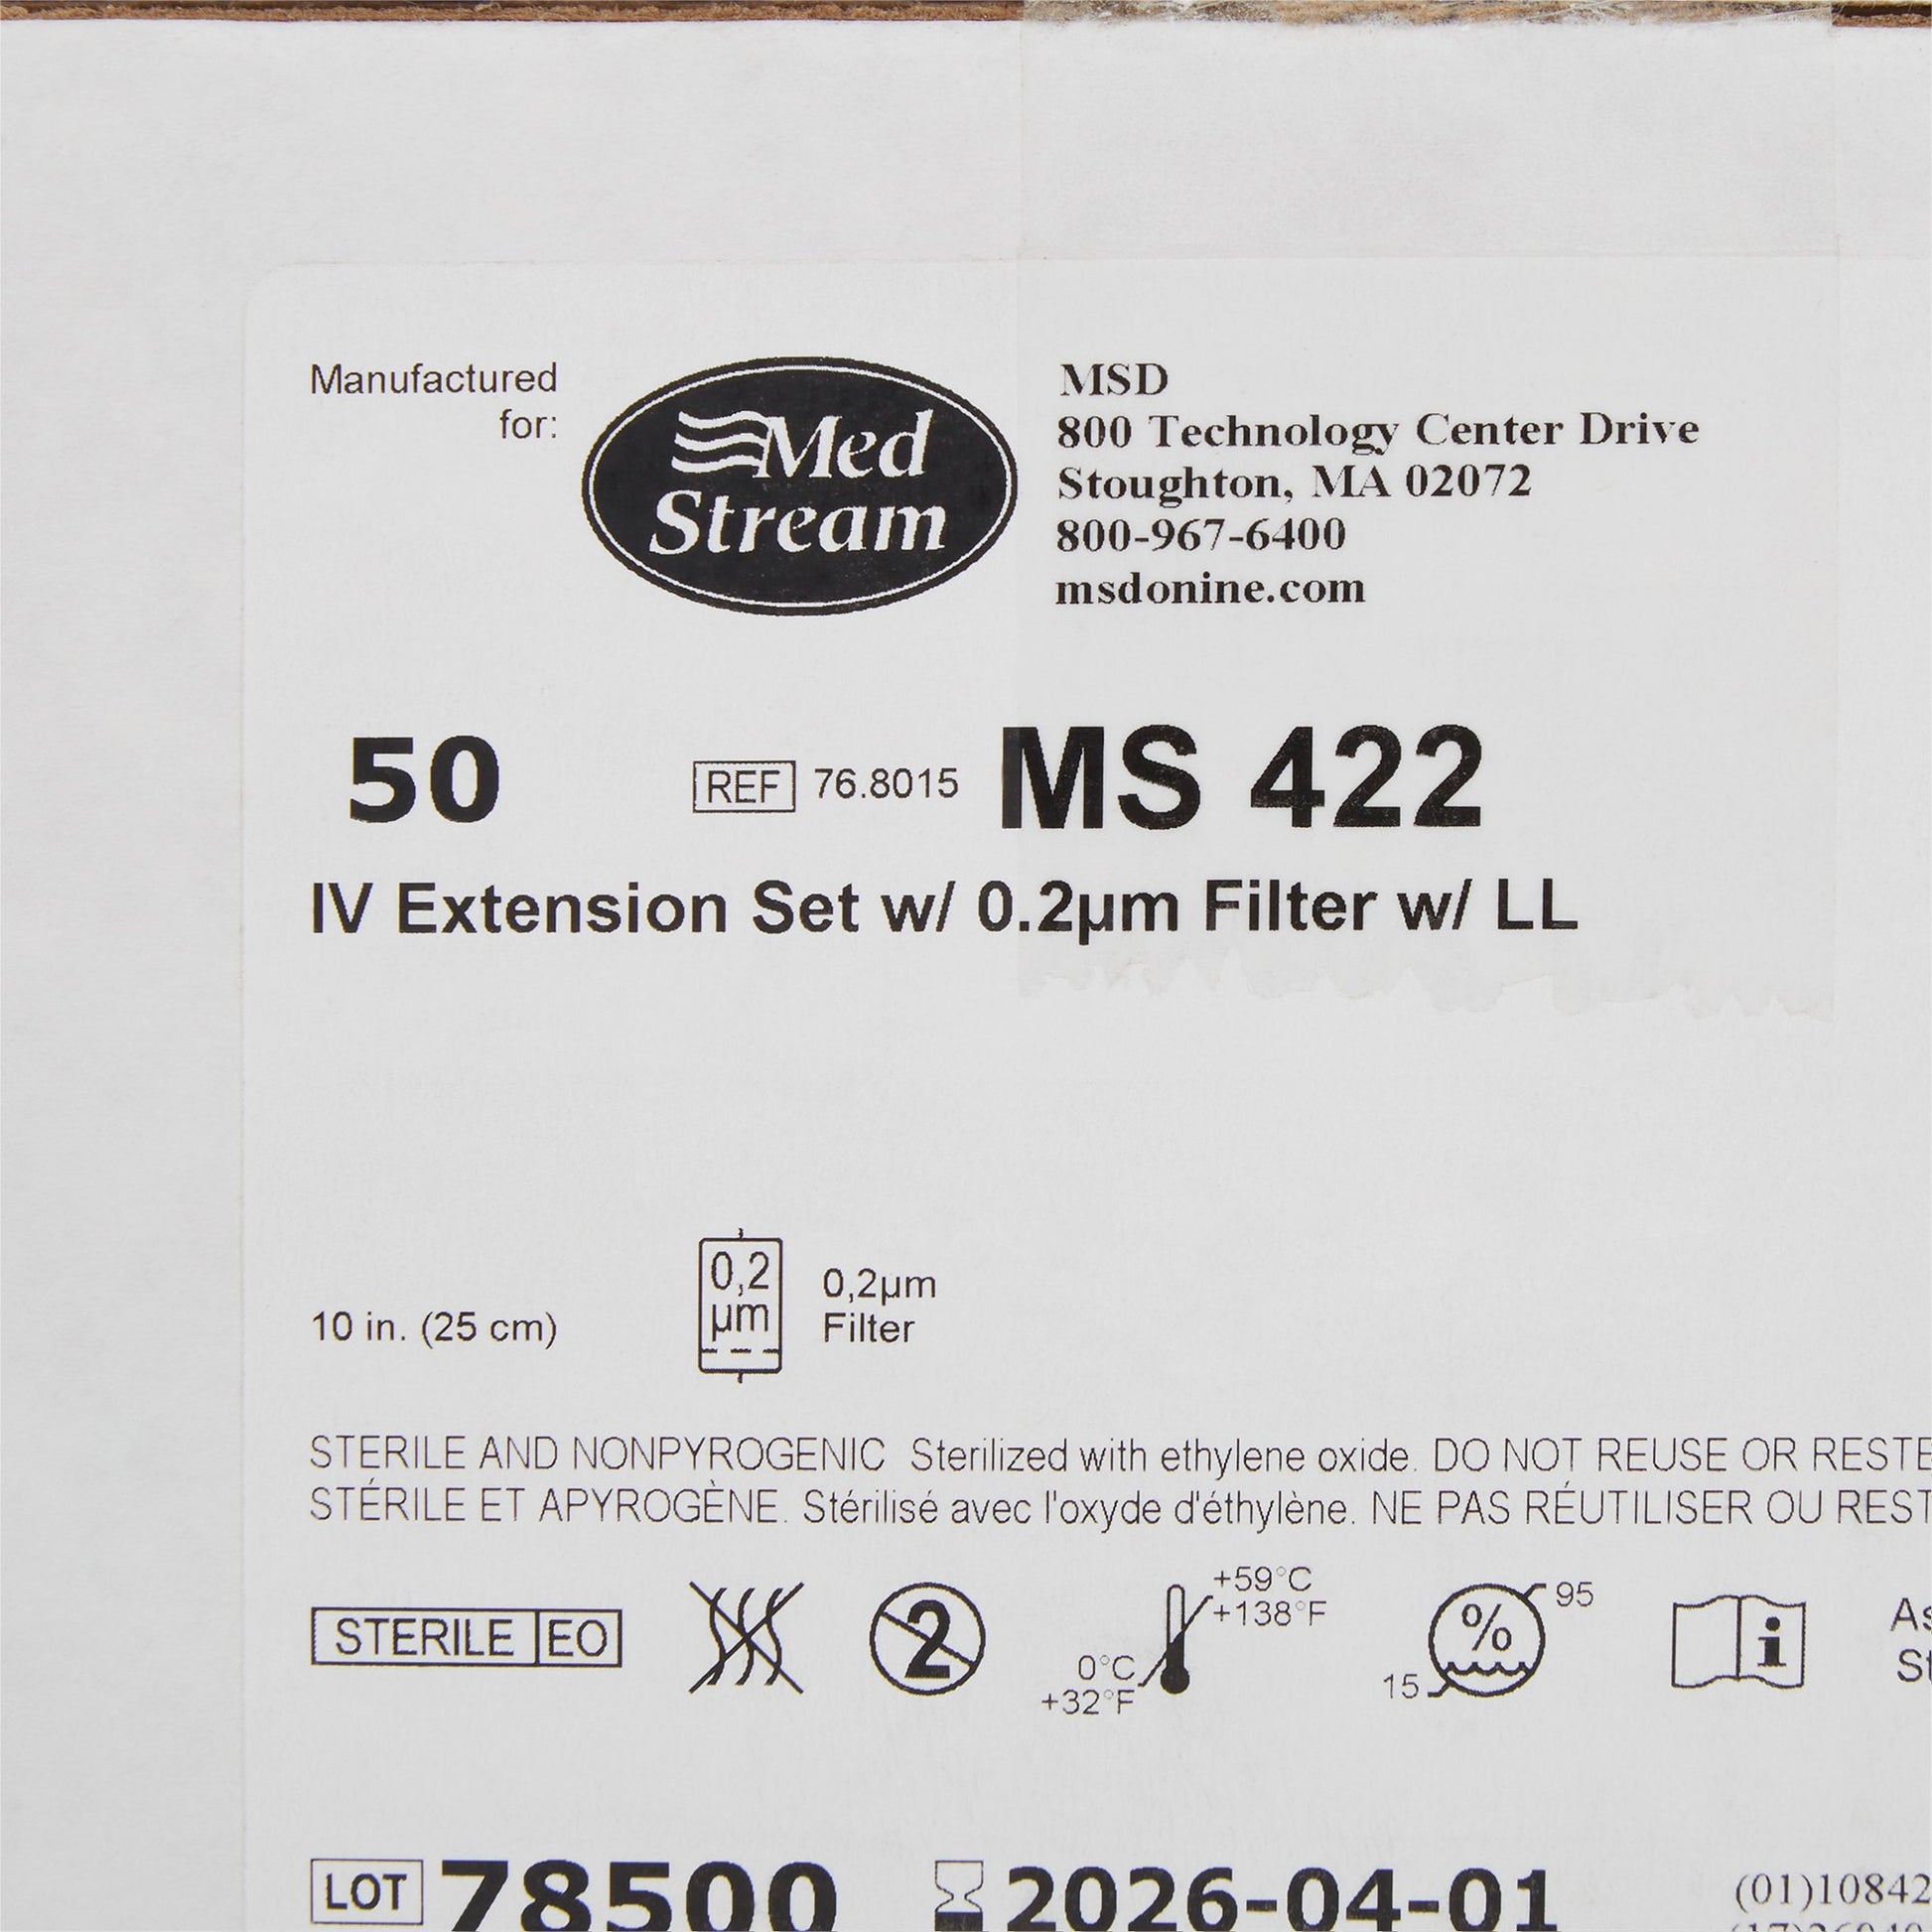 Manufactured
for:
Med
Stream
MSD
800 Technology Center Drive
Stoughton, MA 02072
800-967-6400
msdonine.com
50 REF 76.8015 MS 422
IV Extension Set w/ 0.2µm Filter w/ LL
10 in. (25 cm)
0,2
µm
0,2µm
Filter
STERILE AND NONPYROGENIC Sterilized with ethylene oxide. DO NOT REUSE OR RESTE
STÉRILE ET APYROGÈNE. Stérilisé avec l'oxyde d'éthylène. NE PAS RÉUTILISER OU REST
STERILE EO
2
+59°C
+138°F
0°C
+32°F
%
95
15
i
As
St
LOT 78500
2026-04-01
(01)10842